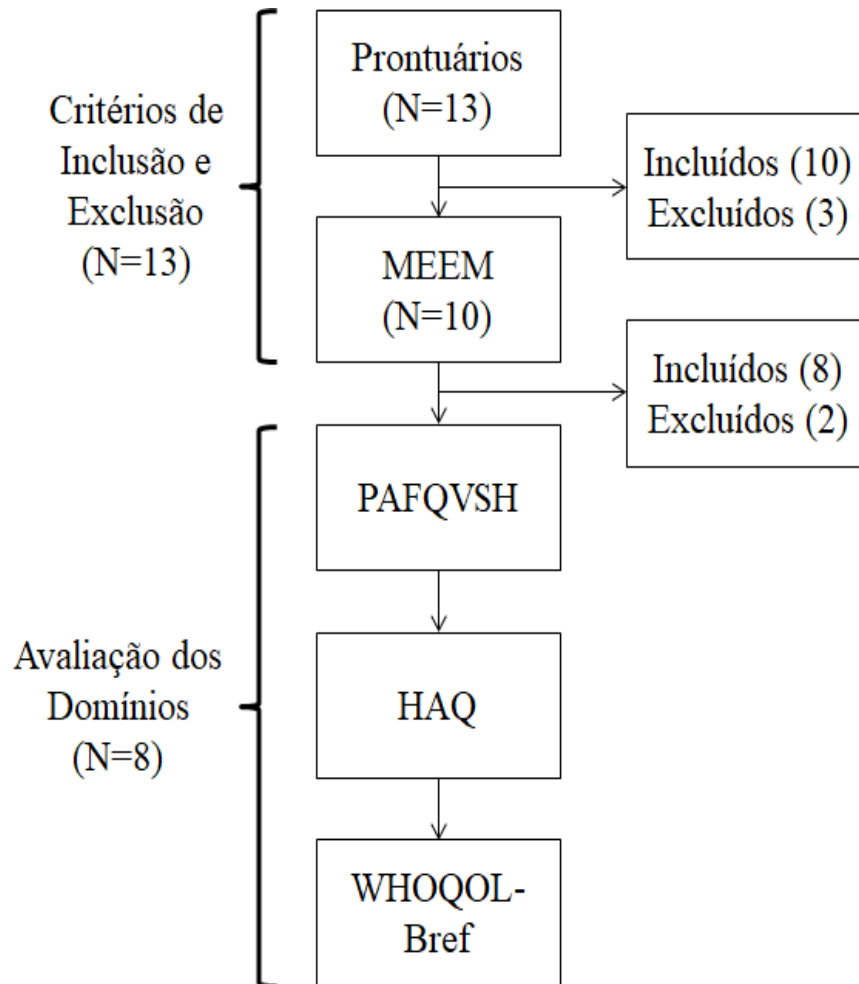 Critérios de
Inclusão e
Exclusão
(N=13)
Prontuários
(N=13)
Incluídos (10)
Excluídos (3)
MEEM
(N=10)
Incluídos (8)
Excluídos (2)
Avaliação dos
Domínios
(N=8)
PAFQVSH
HAQ
WHOQOL-
Bref